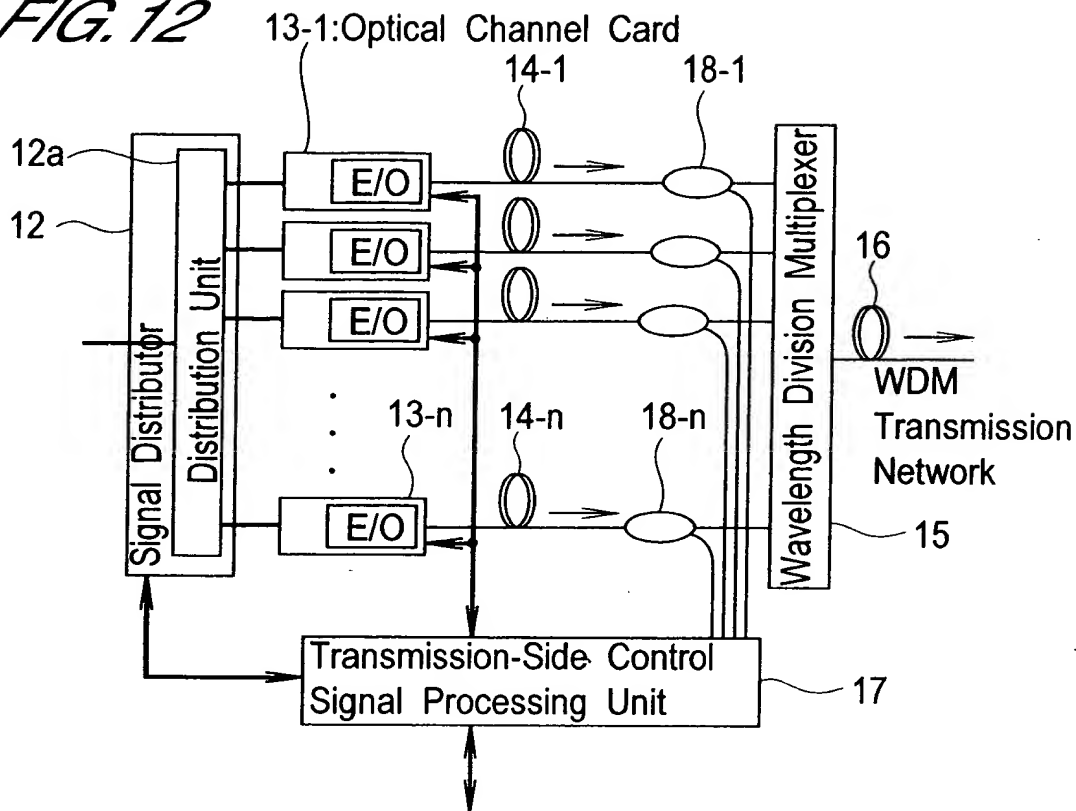 FIG. 12
13-1:Optical Channel Card
14-1
18-1
12a
12
Signal Distributor
Distribution Unit
E/O
E/O
E/O
13-n
E/O
14-n
18-n
Wavelength Division Multiplexer
16
WDM
Transmission
Network
15
Transmission-Side Control
Signal Processing Unit
17